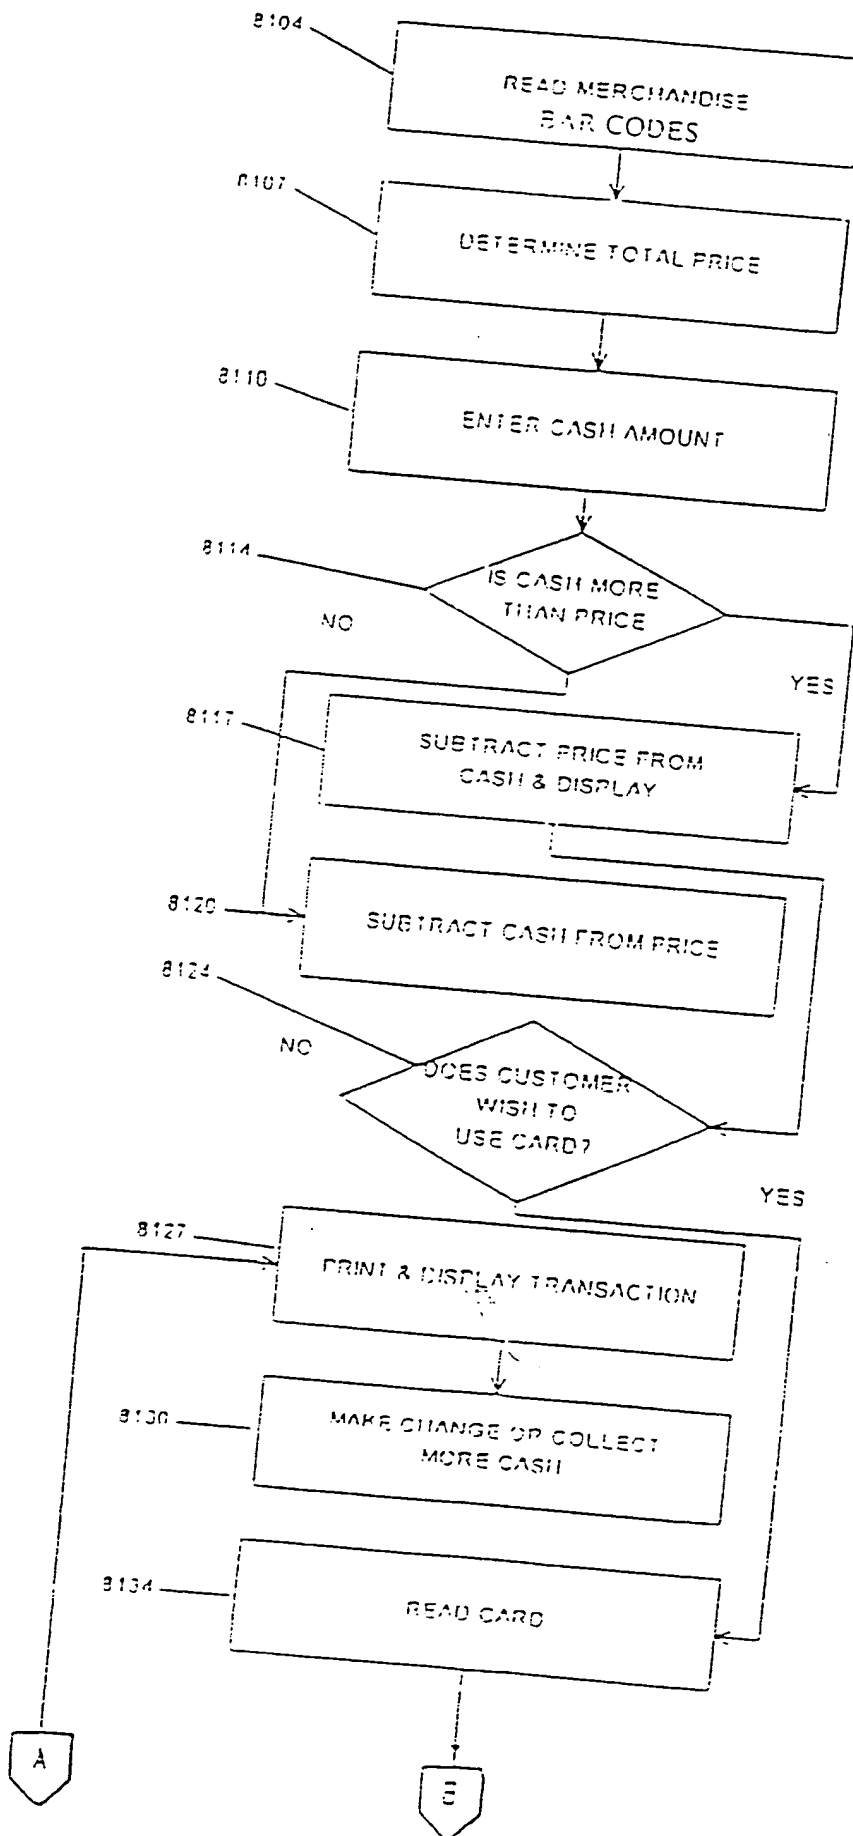 8104
READ MERCHANDISE
BAR CODES
8107
DETERMINE TOTAL PRICE
8110
ENTER CASH AMOUNT
8114
IS CASH MORE
THAN PRICE
NO
YES
8117
SUBTRACT PRICE FROM
CASH & DISPLAY
8120
SUBTRACT CASH FROM PRICE
8124
NO
DOES CUSTOMER
WISH TO
USE CARD?
YES
8127
PRINT & DISPLAY TRANSACTION
8130
MAKE CHANGE OR COLLECT
MORE CASH
8134
READ CARD
A